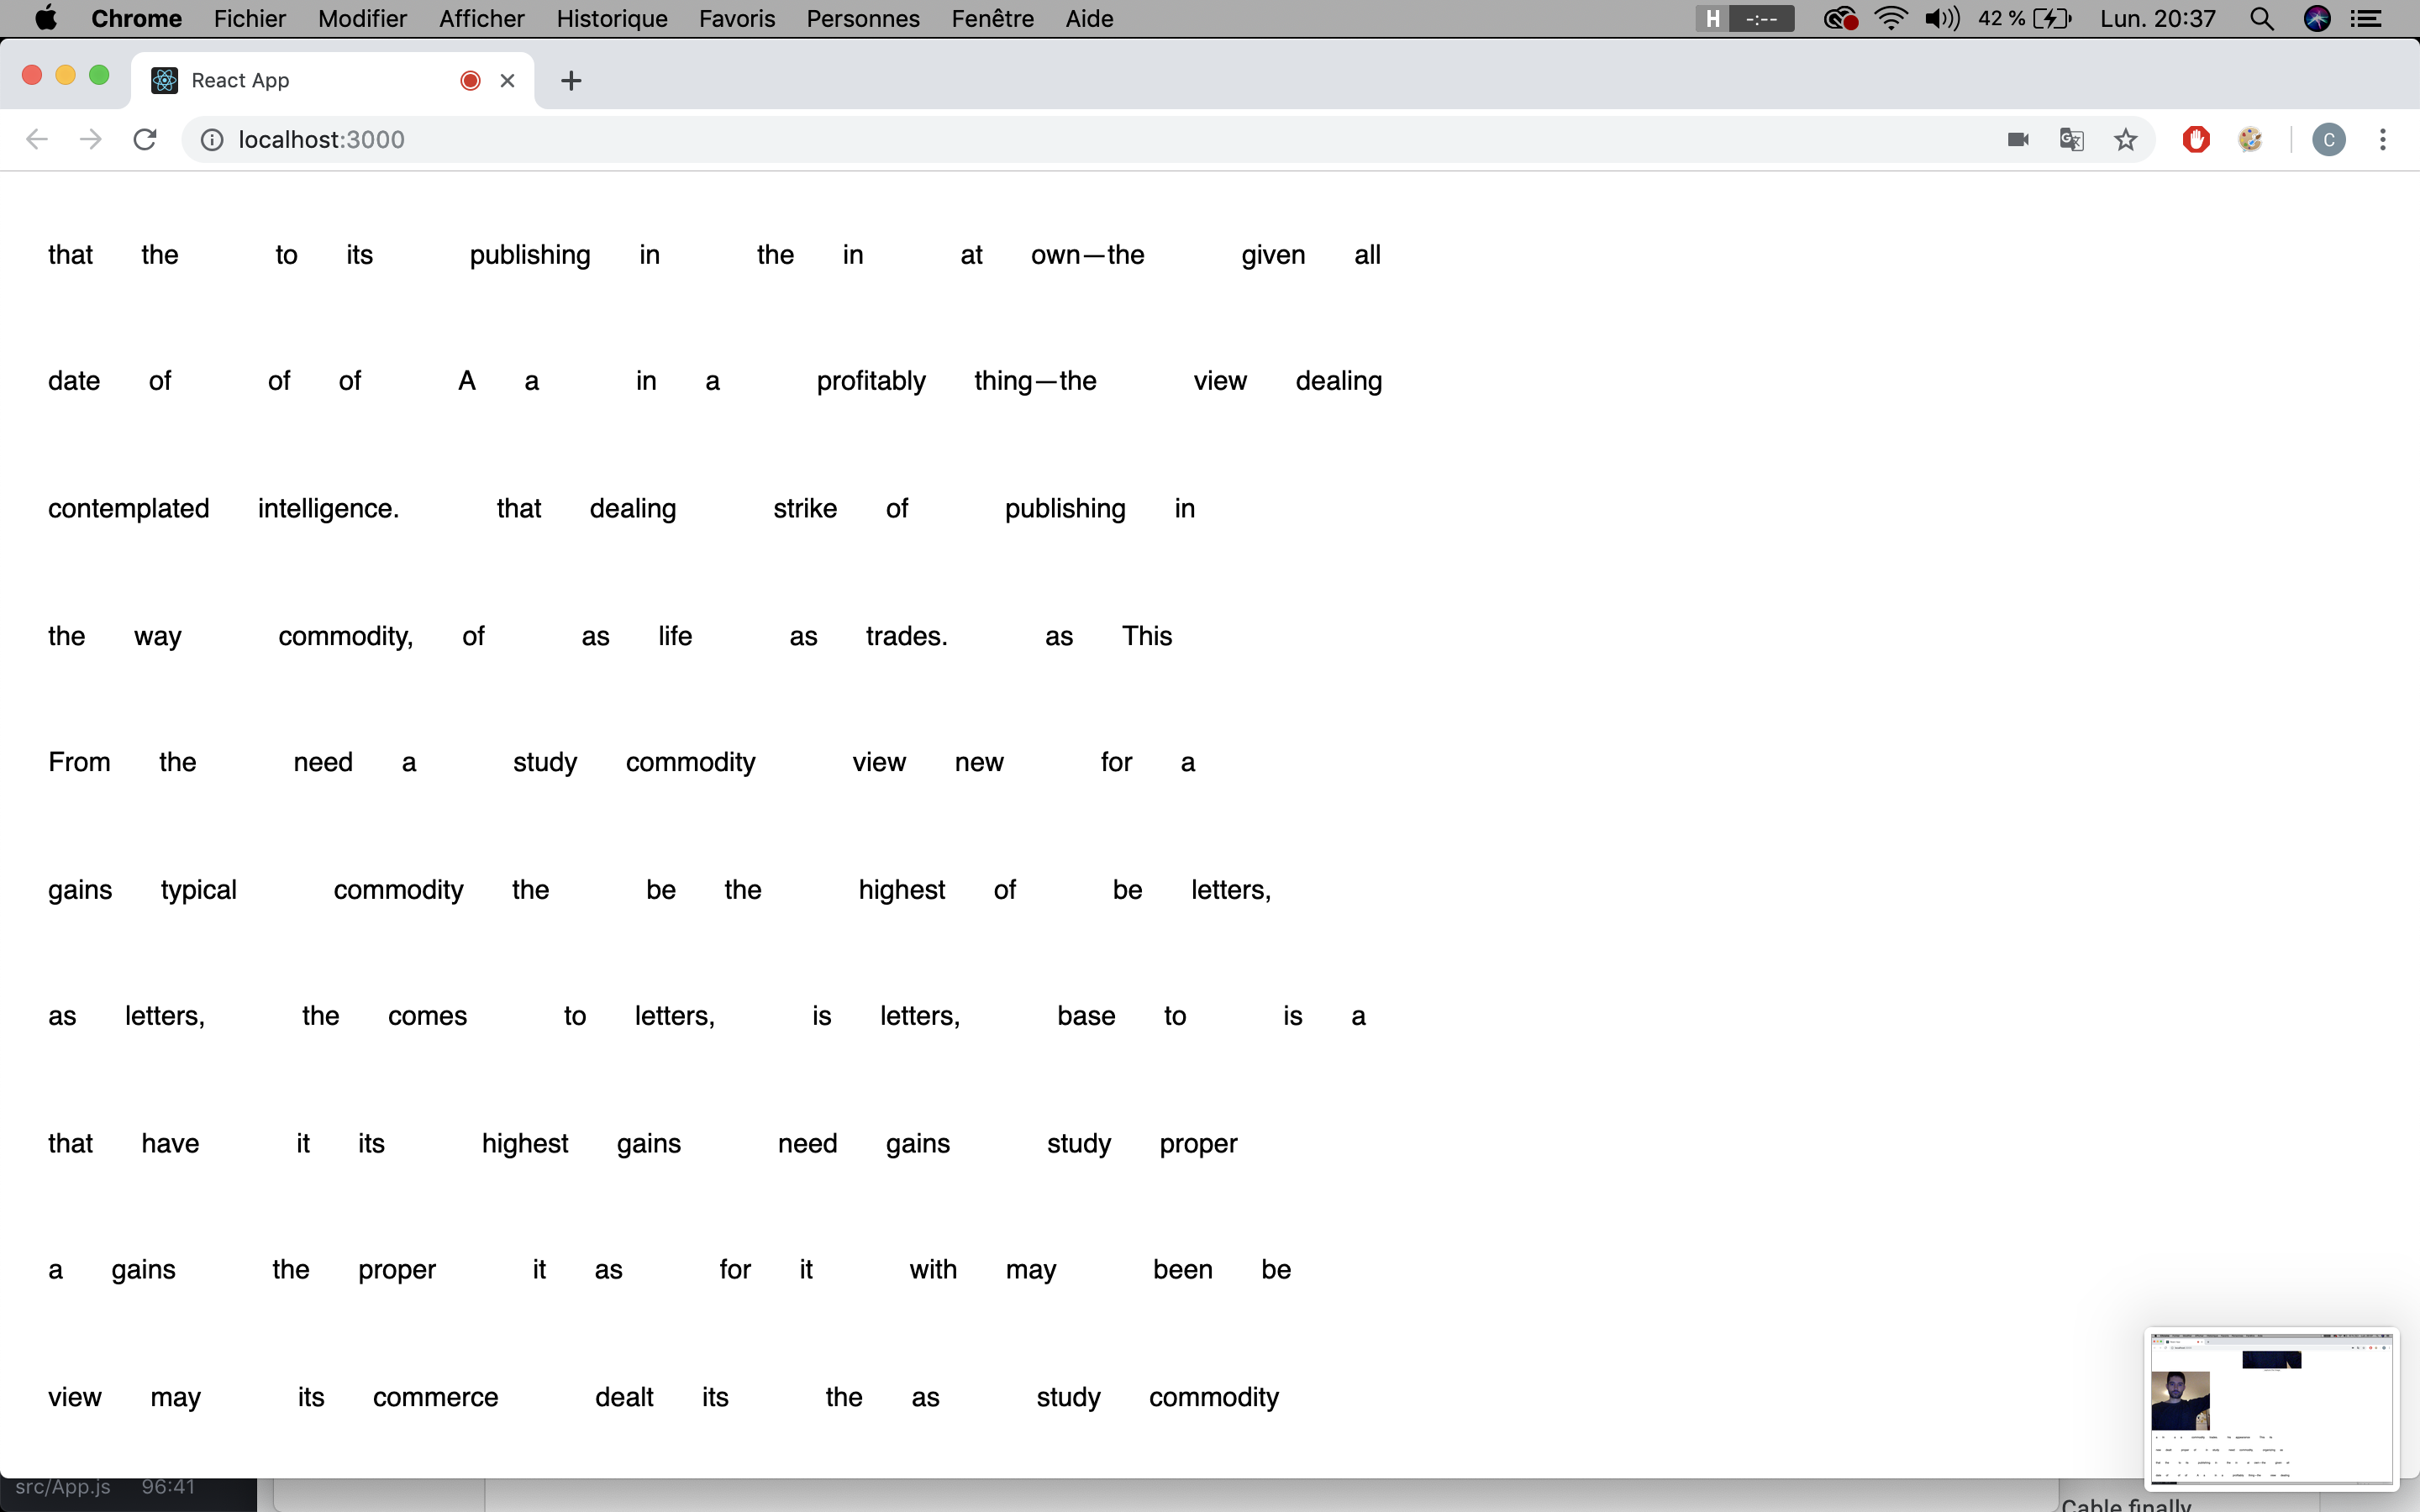 Chrome Fichier Modifier Afficher Historique Favoris Personnes Fenêtre Aide H -:-- 42 % Lun. 20:37
React App
localhost:3000 C
that the to its publishing in the in at own—the given all
date of of of A a in a profitably thing—the view dealing
contemplated intelligence. that dealing strike of publishing in
the way commodity, of as life as trades. as This
From the need a study commodity view new for a
gains typical commodity the be the highest of be letters,
as letters, the comes to letters, is letters, base to is a
that have it its highest gains need gains study proper
a gains the proper it as for it with may been be
view may its commerce dealt its the as study commodity
src/App.js 96:41
Cable finally